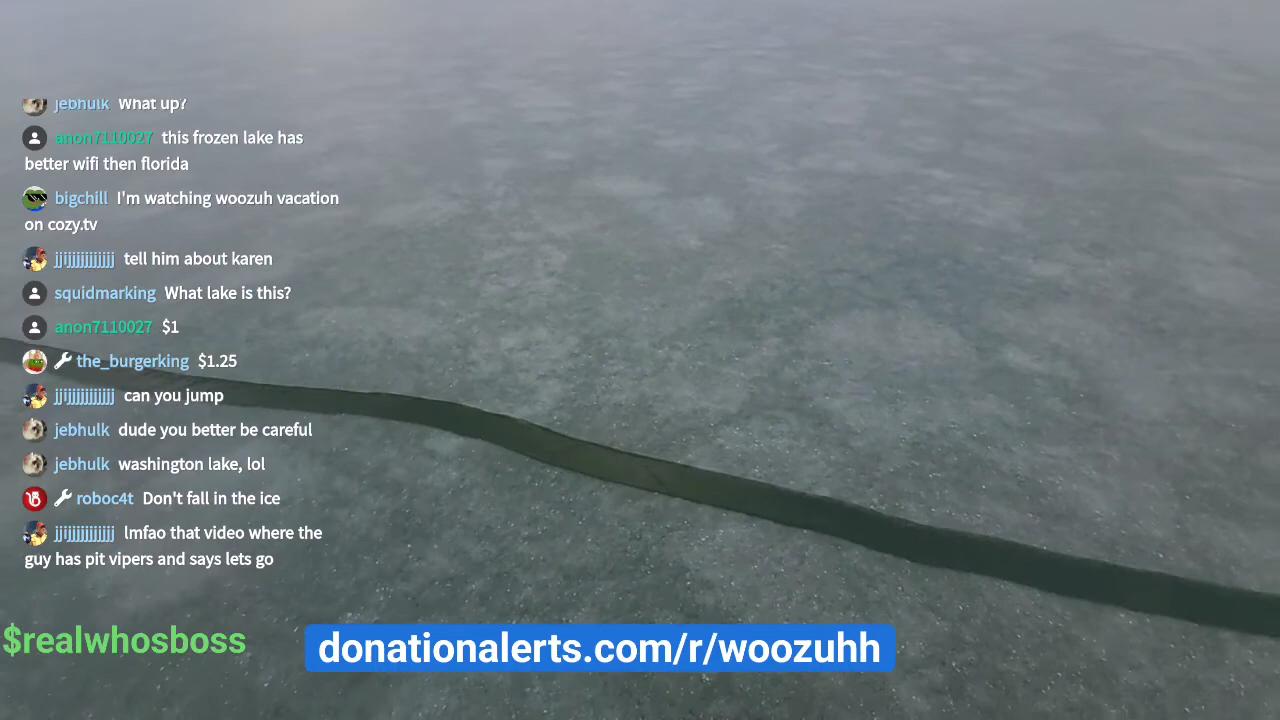 jebhulk What up?
anon7110027 this frozen lake has
better wifi then florida
bigchill I'm watching woozuh vacation
on cozy.tv
jjijjjjjjjjjjj tell him about karen
squidmarking What lake is this?
anon7110027 $1
the_burgerking $1.25
jjijjjjjjjjjjj can you jump
jebhulk dude you better be careful
jebhulk washington lake, lol
roboc4t Don't fall in the ice
jjijjjjjjjjjjj lmfao that video where the
guy has pit vipers and says lets go
$realwhosboss
donationalerts.com/r/woozuhh